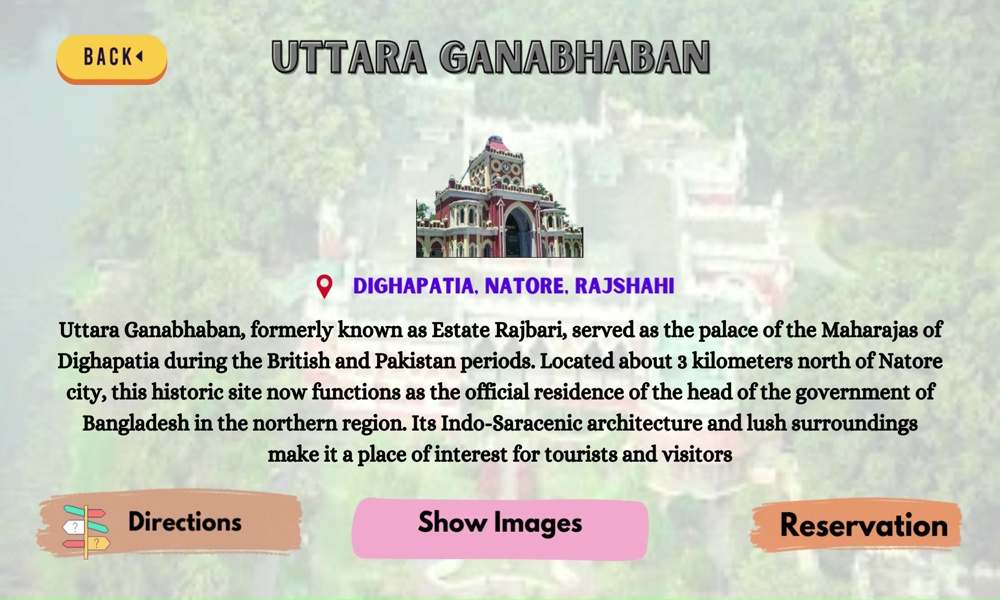 BACK
UTTARA GANABHABAN
DIGHAPATIA, NATORE, RAJSHAHI
Uttara Ganabhaban, formerly known as Estate Rajbari, served as the palace of the Maharajas of
Dighapatia during the British and Pakistan periods. Located about 3 kilometers north of Natore
city, this historic site now functions as the official residence of the head of the government of
Bangladesh in the northern region. Its Indo-Saracenic architecture and lush surroundings
make it a place of interest for tourists and visitors
? ? Directions
Show Images
Reservation